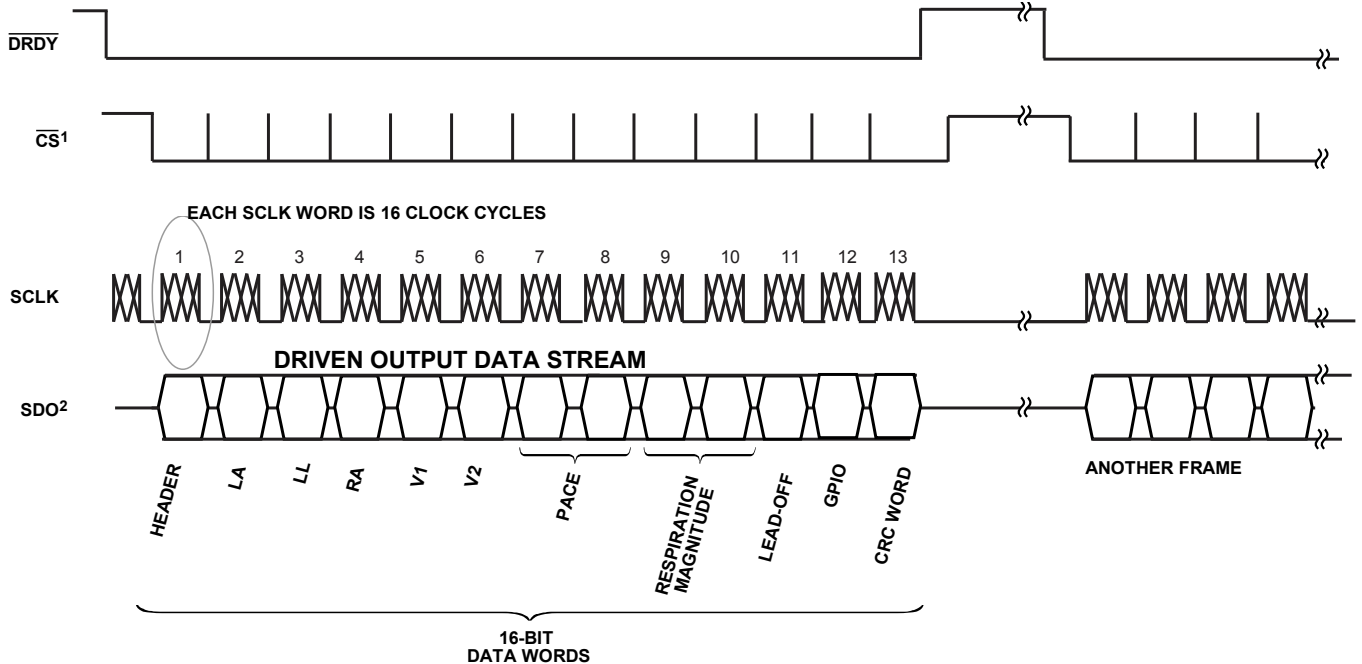 DRDY
CS1
EACH SCLK WORD IS 16 CLOCK CYCLES
1 2 3 4 5 6 7 8 9 10 11 12 13
SCLK
DRIVEN OUTPUT DATA STREAM
SDO2
HEADER
LA
LL
RA
V1
V2
PACE
RESPIRATION
MAGNITUDE
LEAD-OFF
GPIO
CRC WORD
ANOTHER FRAME
16-BIT
DATA WORDS